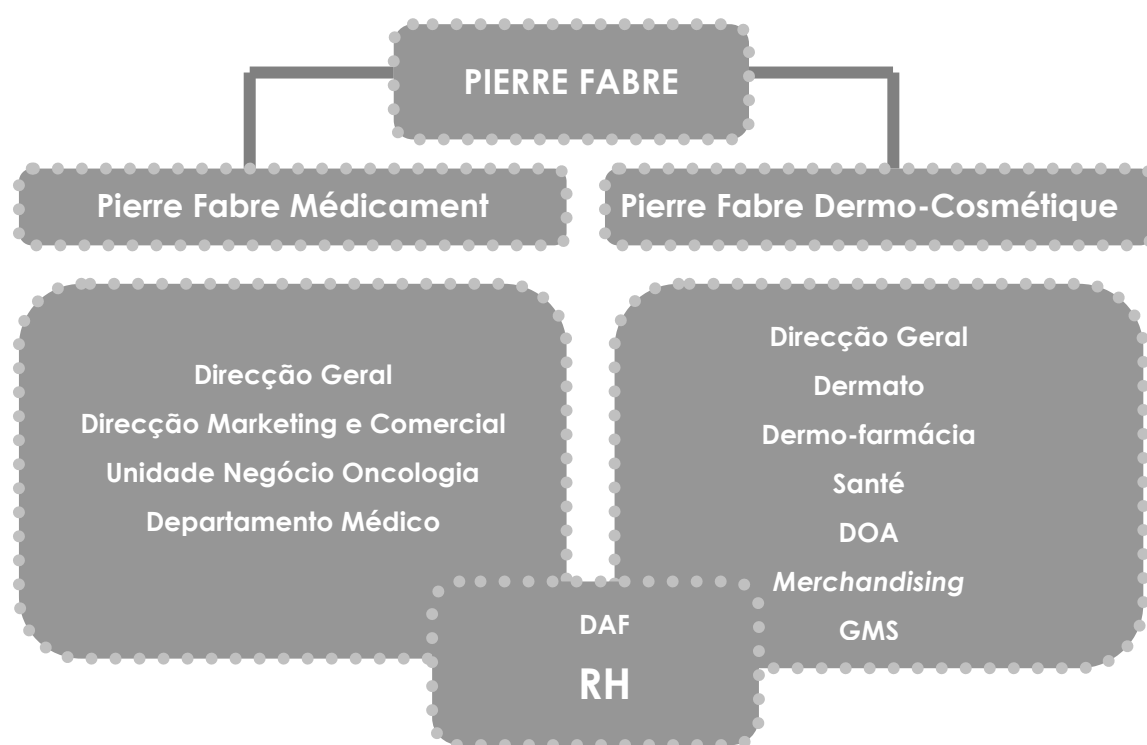 PIERRE FABRE
Pierre Fabre Médicament
Pierre Fabre Dermo-Cosmétique
Direcção Geral
Direcção Marketing e Comercial
Unidade Negócio Oncologia
Departamento Médico
Direcção Geral
Dermato
Dermo-farmácia
Santé
DOA
Merchandising
GMS
DAF
RH